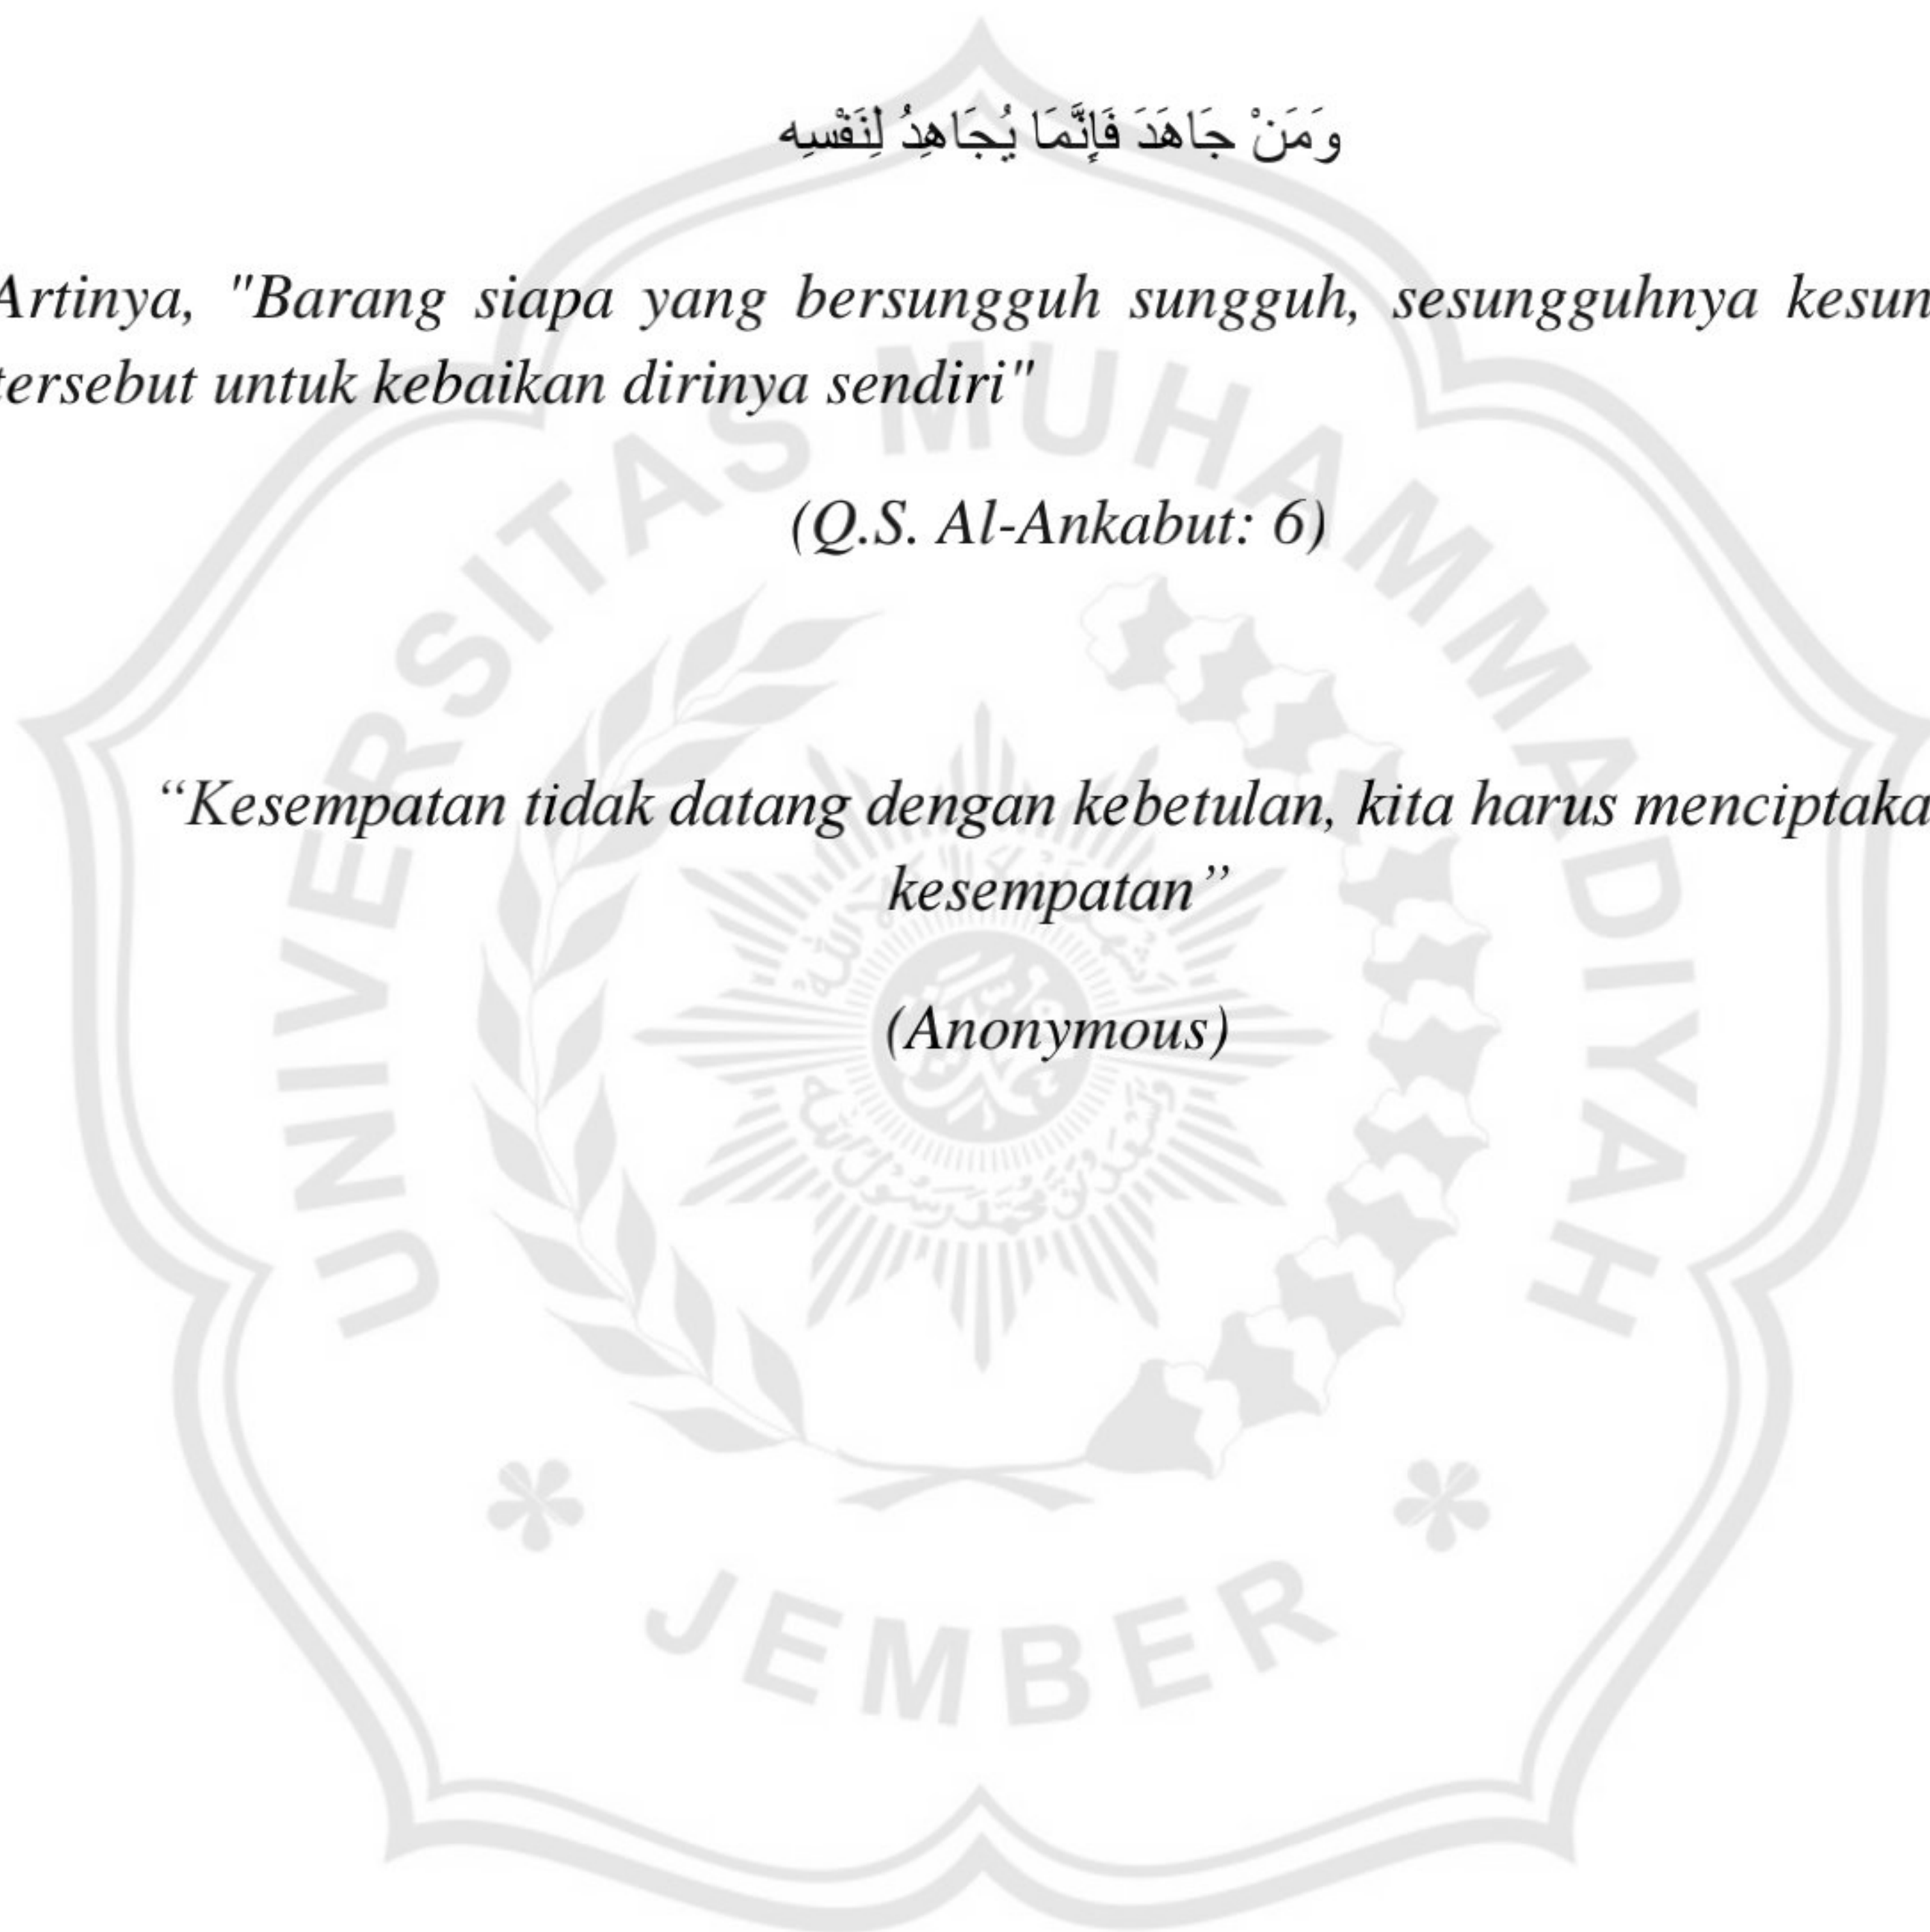 وَمَنْ جَاهَدَ فَإِنَّمَا يُجَاهِدُ لِنَفْسِه
Artinya, "Barang siapa yang bersungguh sungguh, sesungguhnya kesun
tersebut untuk kebaikan dirinya sendiri"
(Q.S. Al-Ankabut: 6)
“Kesempatan tidak datang dengan kebetulan, kita harus menciptaka
kesempatan”
(Anonymous)
UNIVERSITAS MUHAMMADIYAH
JEMBER